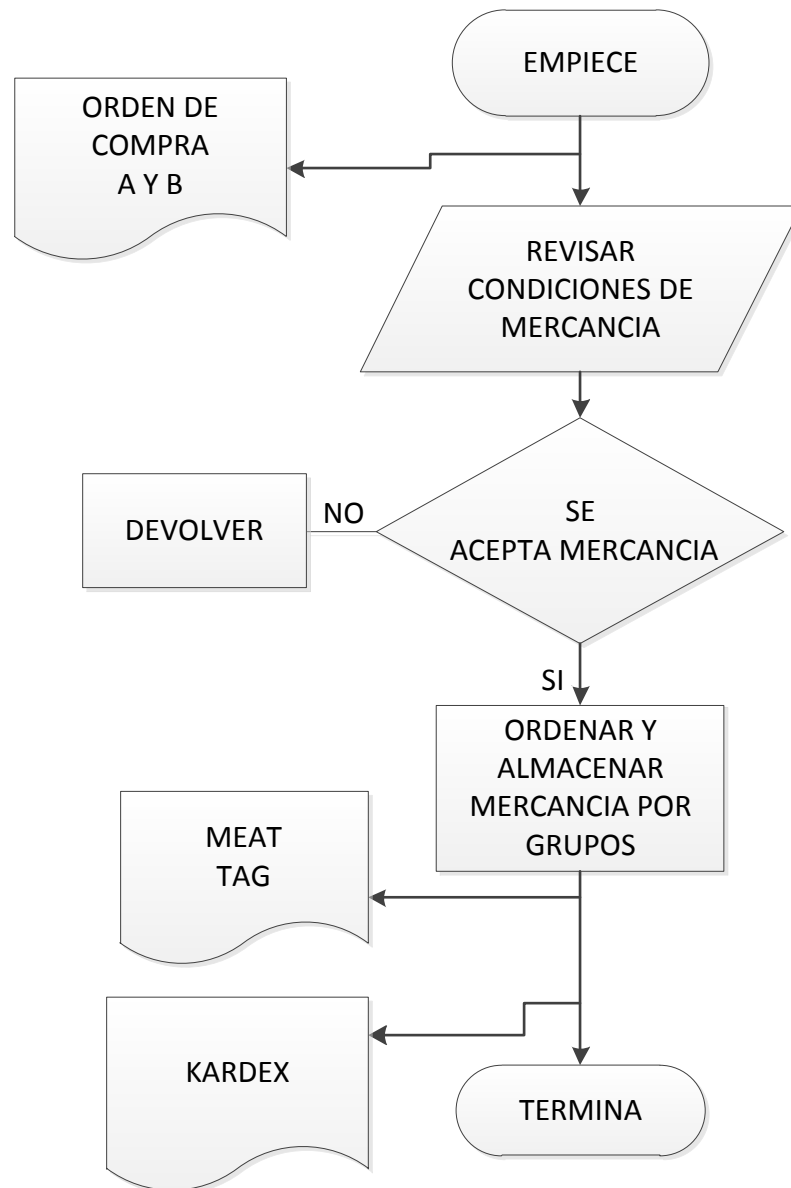 EMPIECE
ORDEN DE
COMPRA
A Y B
REVISAR
CONDICIONES DE
MERCANCIA
SE
ACEPTA MERCANCIA
NO
DEVOLVER
SI
ORDENAR Y
ALMACENAR
MERCANCIA POR
GRUPOS
MEAT
TAG
KARDEX
TERMINA